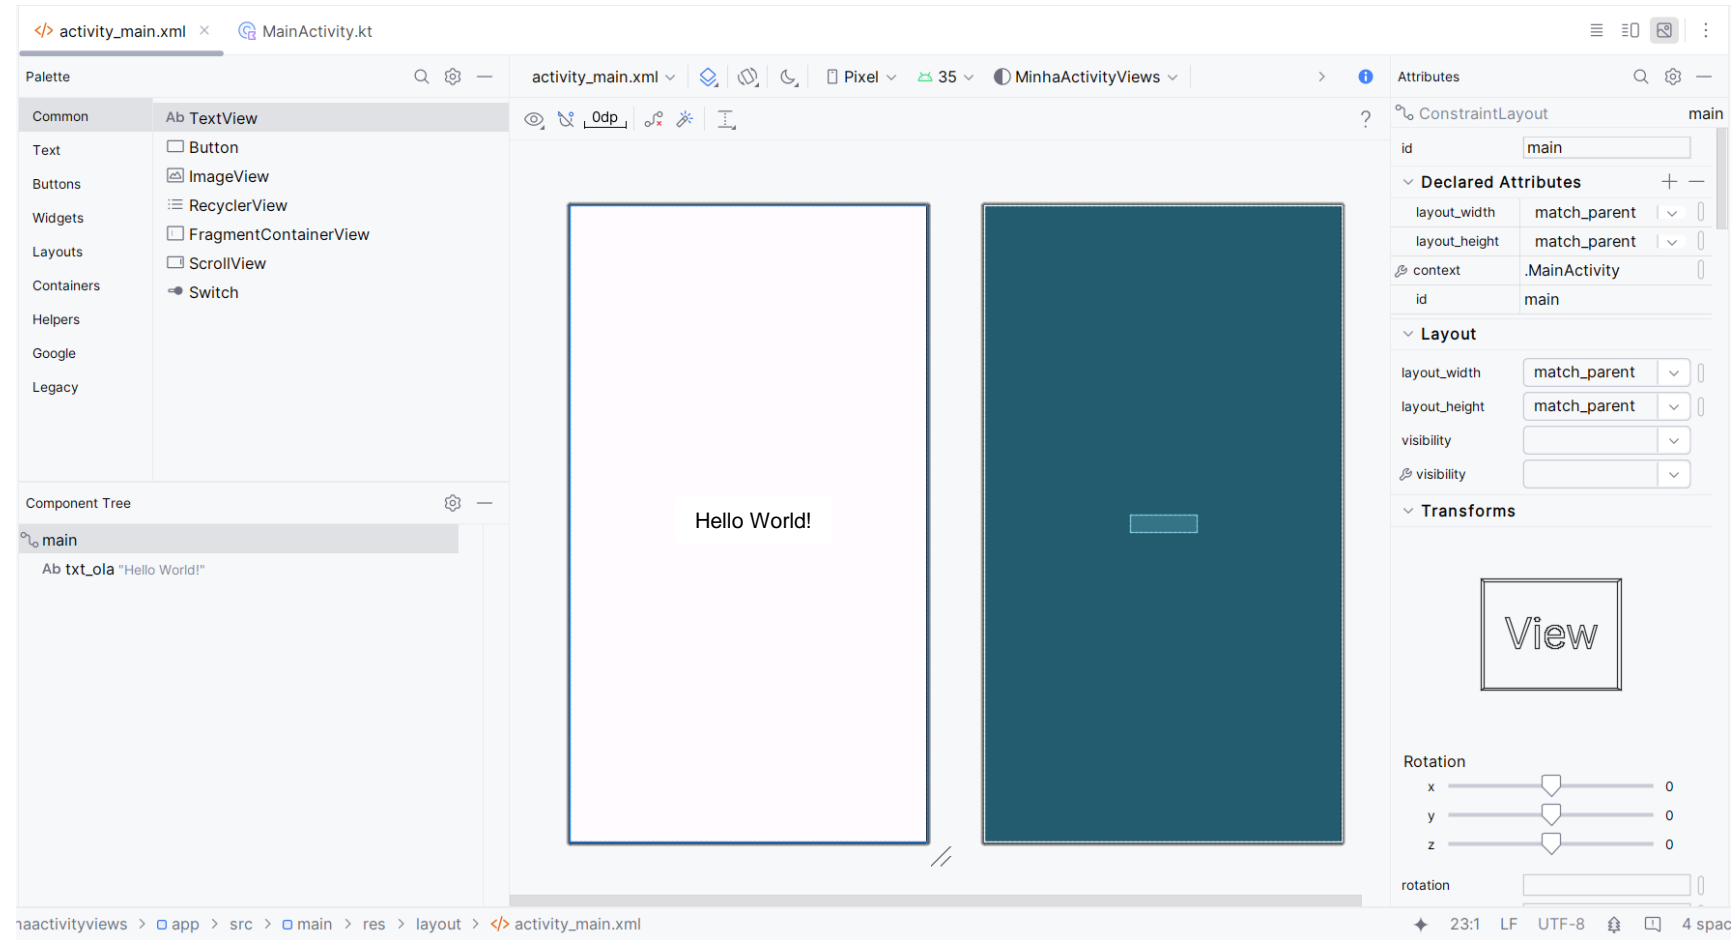 activity_main.xml
MainActivity.kt
Palette
Common
Text
Buttons
Widgets
Layouts
Containers
Helpers
Google
Legacy
Ab TextView
Button
ImageView
RecyclerView
FragmentContainerView
ScrollView
Switch
Component Tree
main
Ab txt_ola "Hello World!"
activity_main.xml
Pixel
35
MinhaActivityViews
0dp
?
Hello World!
Attributes
ConstraintLayout main
id main
Declared Attributes
layout_width match_parent
layout_height match_parent
context .MainActivity
id main
Layout
layout_width match_parent
layout_height match_parent
visibility
visibility
Transforms
View
Rotation
x 0
y 0
z 0
rotation
naactivityviews > app > src > main > res > layout > activity_main.xml
23:1 LF UTF-8 4 spac